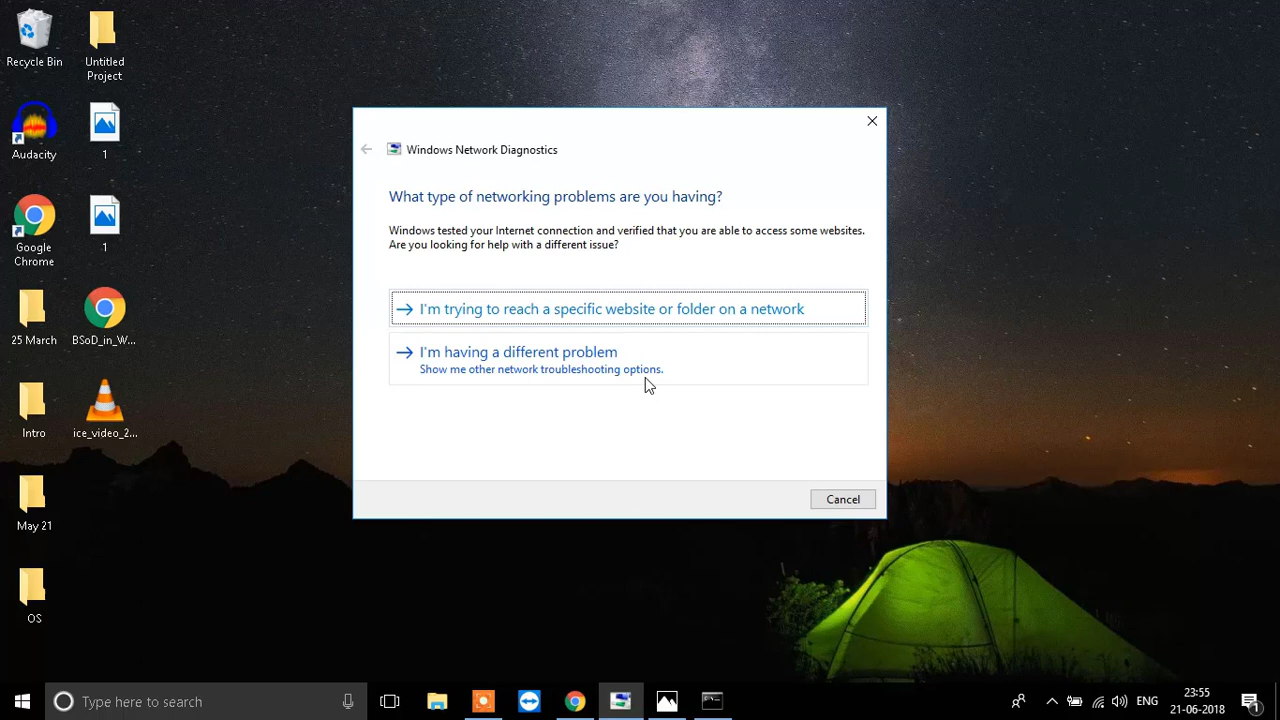 Recycle Bin
Untitled
Project
Audacity
1
Google
Chrome
1
25 March
BSoD_in_W...
Intro
ice_video_2...
May 21
OS
Windows Network Diagnostics
What type of networking problems are you having?
Windows tested your Internet connection and verified that you are able to access some websites.
Are you looking for help with a different issue?
I'm trying to reach a specific website or folder on a network
I'm having a different problem
Show me other network troubleshooting options.
Cancel
Type here to search
ENG
23:55
21-06-2018
1